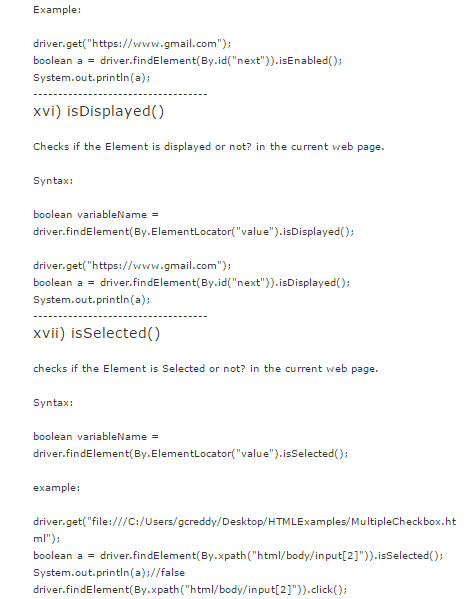 Example:
driver.get("https://www.gmail.com");
boolean a = driver.findElement(By.id("next")).isEnabled();
System.out.println(a);
-----------------------------------
xvi) isDisplayed()
Checks if the Element is displayed or not? in the current web page.
Syntax:
boolean variableName =
driver.findElement(By.ElementLocator("value").isDisplayed();
driver.get("https://www.gmail.com");
boolean a = driver.findElement(By.id("next")).isDisplayed();
System.out.println(a);
-----------------------------------
xvii) isSelected()
checks if the Element is Selected or not? in the current web page.
Syntax:
boolean variableName =
driver.findElement(By.ElementLocator("value").isSelected();
example:
driver.get("file:///C:/Users/gcreddy/Desktop/HTMLExamples/MultipleCheckbox.ht
ml");
boolean a = driver.findElement(By.xpath("html/body/input[2]")).isSelected();
System.out.println(a);//false
driver.findElement(By.xpath("html/body/input[2]")).click();